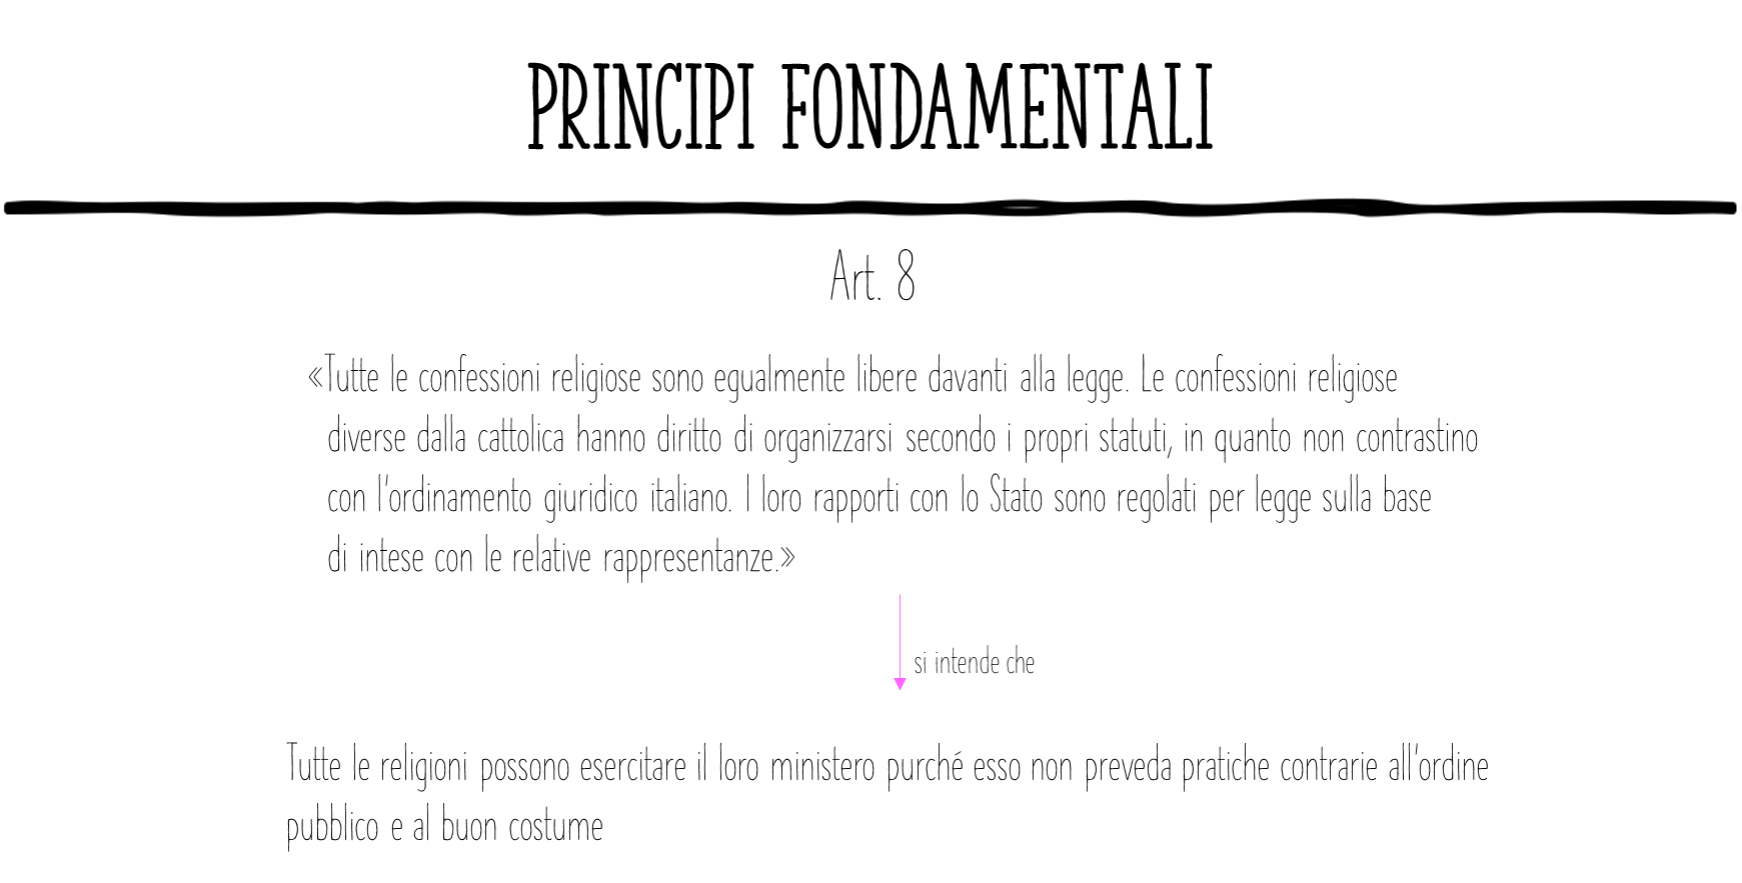 PRINCIPI FONDAMENTALI
Art. 8
«Tutte le confessioni religiose sono egualmente libere davanti alla legge. Le confessioni religiose
diverse dalla cattolica hanno diritto di organizzarsi secondo i propri statuti, in quanto non contrastino
con l'ordinamento giuridico italiano. I loro rapporti con lo Stato sono regolati per legge sulla base
di intese con le relative rappresentanze.»
si intende che
Tutte le religioni possono esercitare il loro ministero purché esso non preveda pratiche contrarie all'ordine
pubblico e al buon costume